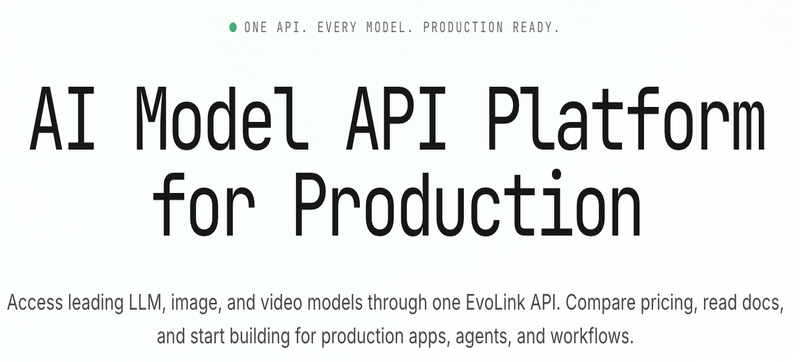 ONE API. EVERY MODEL. PRODUCTION READY.
AI Model API Platform
for Production
Access leading LLM, image, and video models through one EvoLink API. Compare pricing, read docs,
and start building for production apps, agents, and workflows.